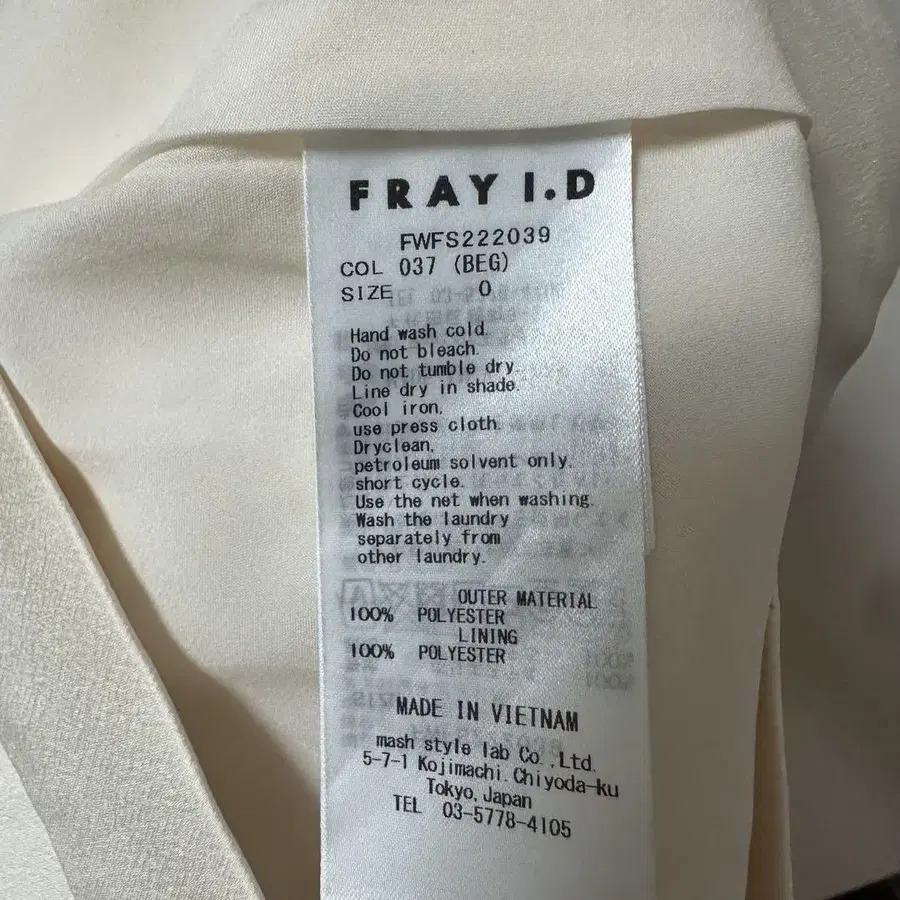 FRAY I.D
FWFS222039
COL 037 (BEG)
SIZE 0
Hand wash cold.
Do not bleach.
Do not tumble dry.
Line dry in shade.
Cool iron,
use press cloth.
Dryclean,
petroleum solvent only.
short cycle.
Use the net when washing.
Wash the laundry
separately from
other laundry.
OUTER MATERIAL
100% POLYESTER
LINING
100% POLYESTER
MADE IN VIETNAM
mash style lab Co.,Ltd.
5-7-1 Kojimachi.Chiyoda-ku
Tokyo,Japan
TEL 03-5778-4105